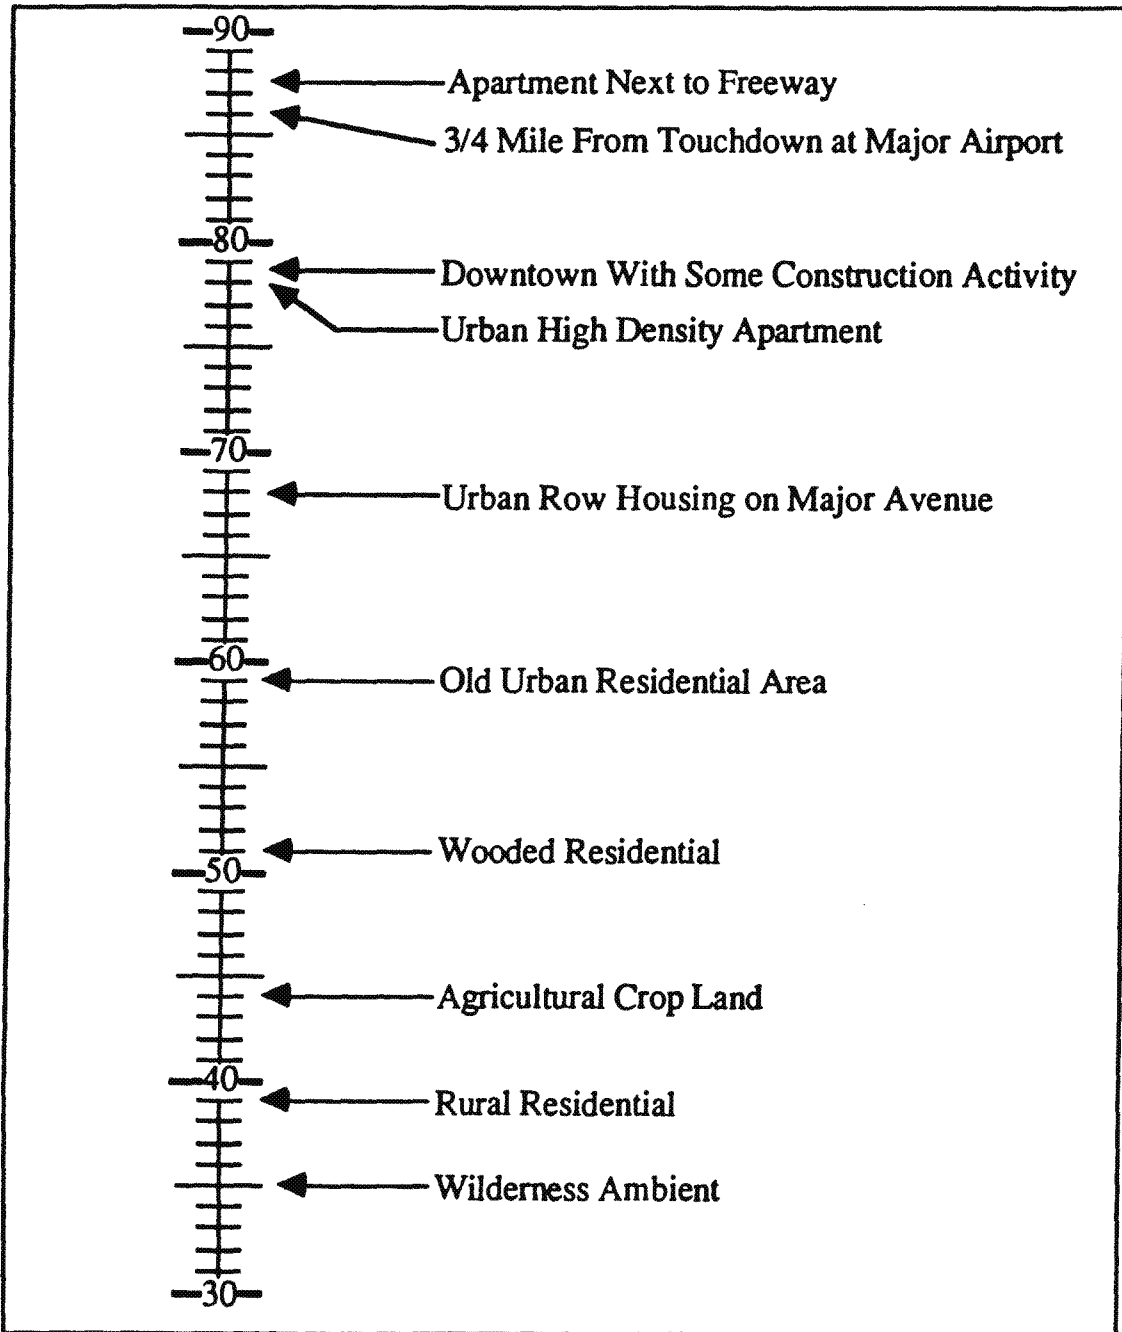 90
Apartment Next to Freeway
3/4 Mile From Touchdown at Major Airport
80
Downtown With Some Construction Activity
Urban High Density Apartment
70
Urban Row Housing on Major Avenue
60
Old Urban Residential Area
Wooded Residential
50
Agricultural Crop Land
40
Rural Residential
Wilderness Ambient
30